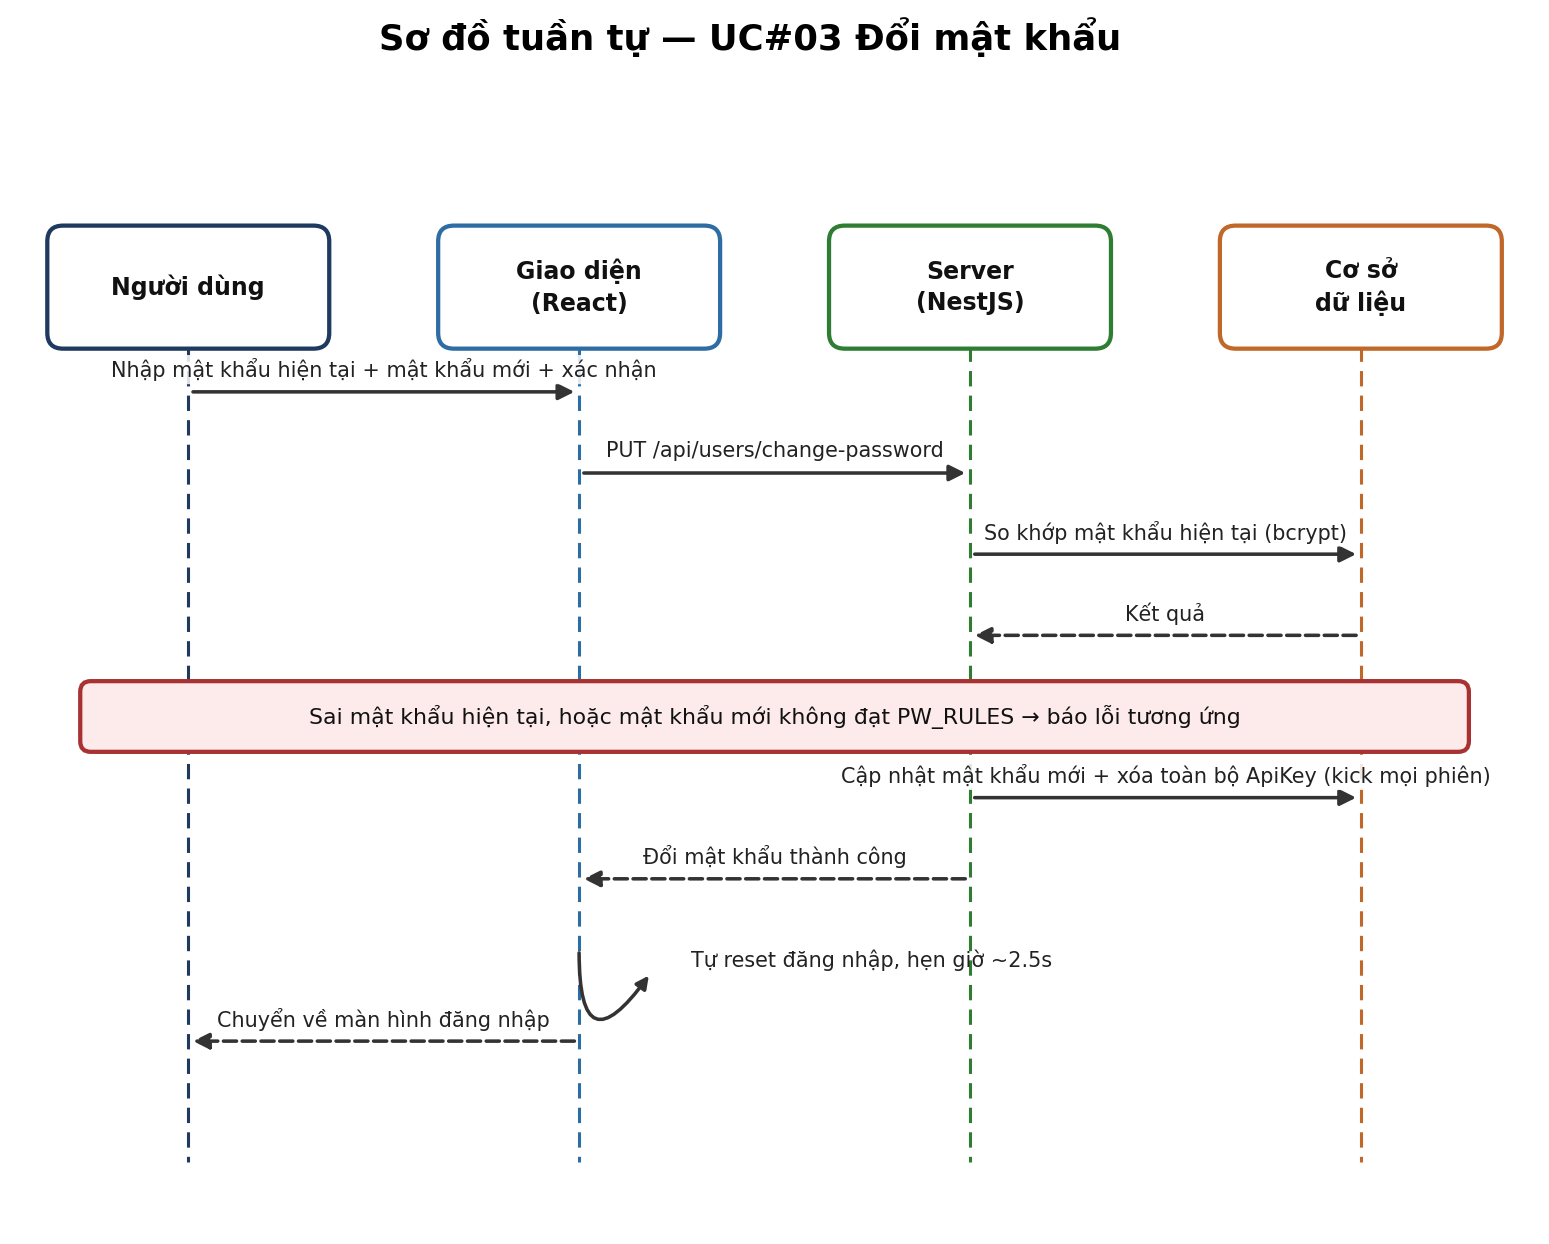 Sơ đồ tuần tự — UC#03 Đổi mật khẩu
Người dùng
Giao diện
(React)
Server
(NestJS)
Cơ sở
dữ liệu
Nhập mật khẩu hiện tại + mật khẩu mới + xác nhận
PUT /api/users/change-password
So khớp mật khẩu hiện tại (bcrypt)
Kết quả
Sai mật khẩu hiện tại, hoặc mật khẩu mới không đạt PW_RULES → báo lỗi tương ứng
Cập nhật mật khẩu mới + xóa toàn bộ ApiKey (kick mọi phiên)
Đổi mật khẩu thành công
Tự reset đăng nhập, hẹn giờ ~2.5s
Chuyển về màn hình đăng nhập